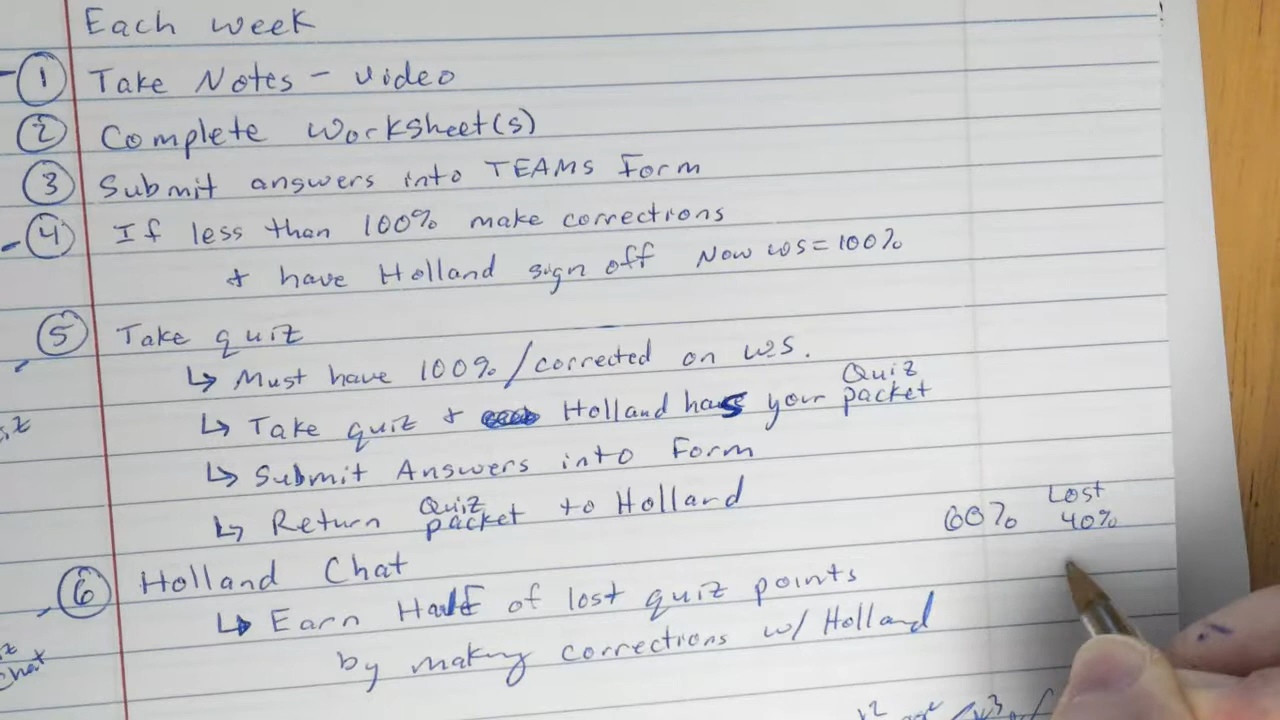 Each week
① Take Notes - video
② Complete Worksheet(s)
③ Submit answers into TEAMS Form
④ If less than 100% make corrections
+ have Holland sign off Now WS = 100%
⑤ Take quiz
↳ Must have 100%/corrected on WS.
↳ Take quiz + Holland has your Quiz packet
↳ Submit Answers into Form
↳ Return Quiz packet to Holland
60% Lost 40%
⑥ Holland Chat
↳ Earn Half of lost quiz points
by making corrections w/ Holland
Chat